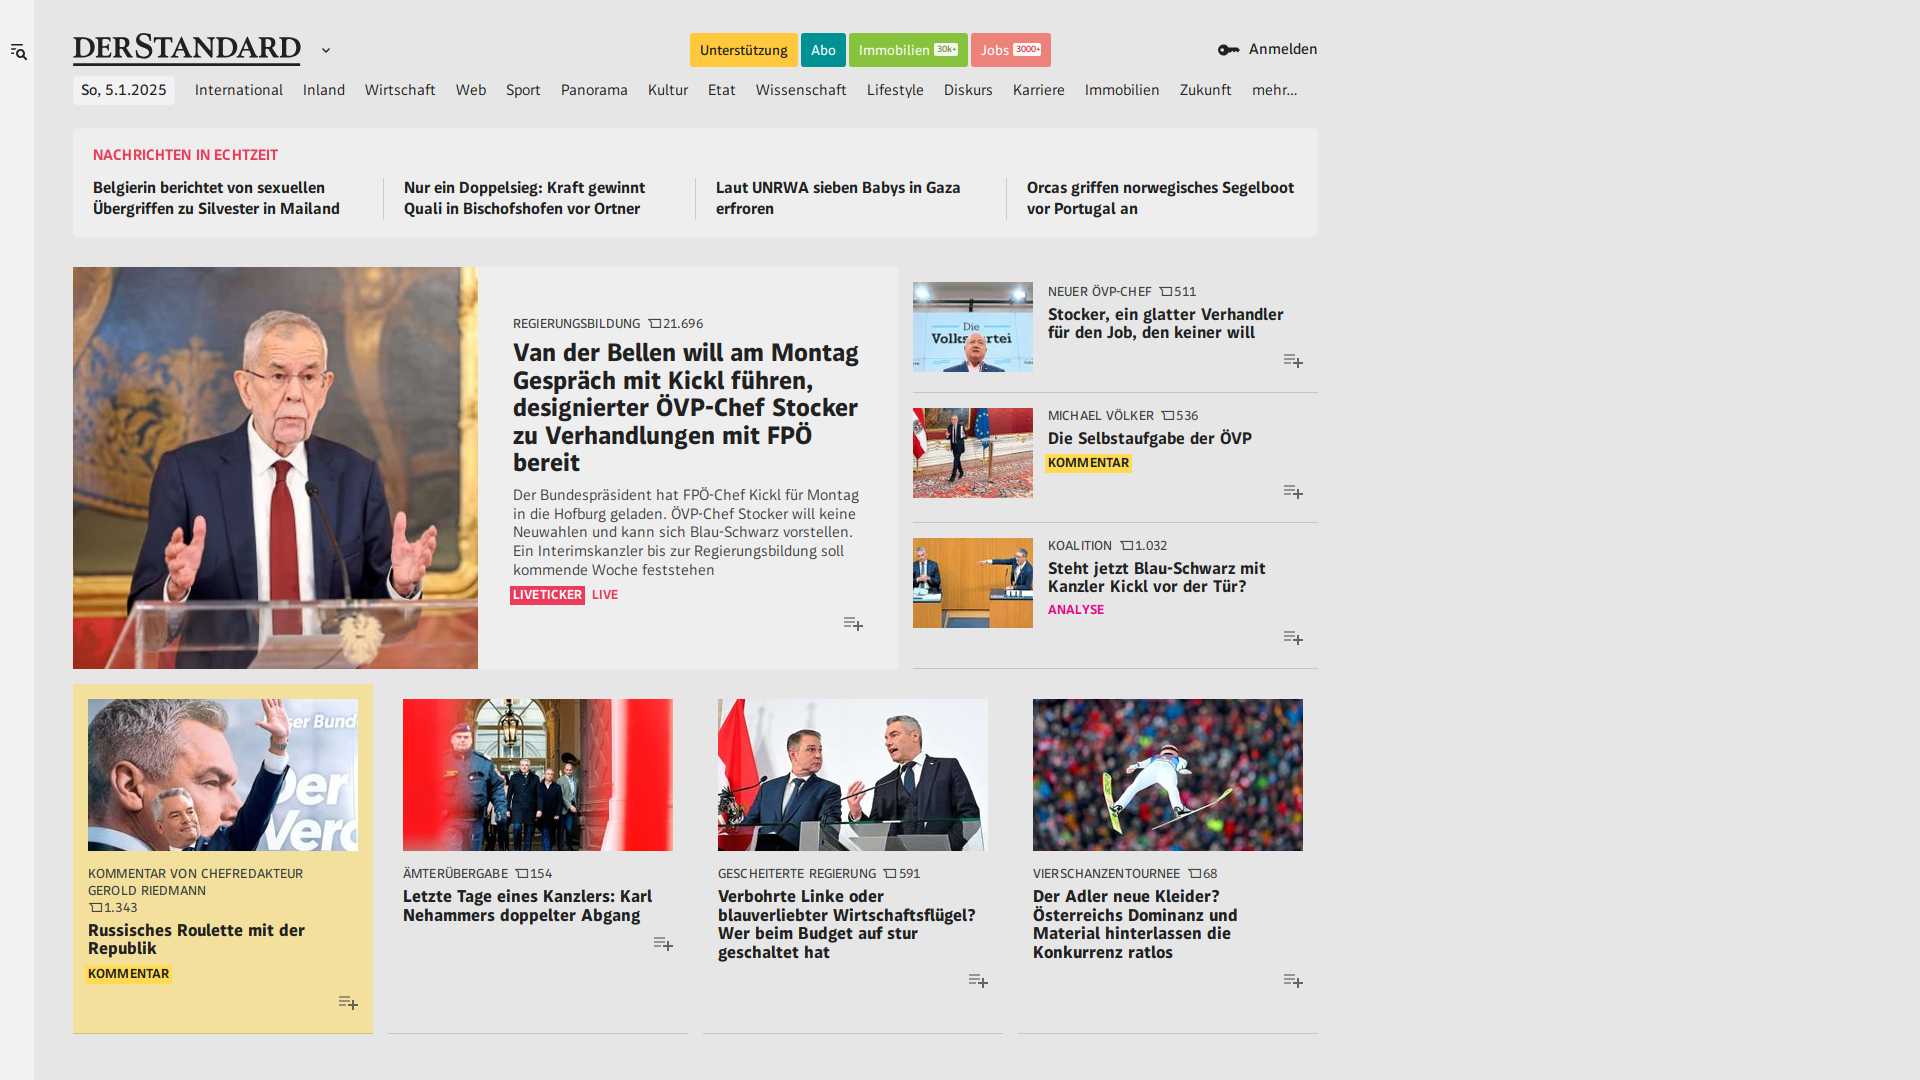 DERSTANDARD
Unterstützung
Abo
Immobilien 30k+
Jobs 3000+
Anmelden
So, 5.1.2025
International
Inland
Wirtschaft
Web
Sport
Panorama
Kultur
Etat
Wissenschaft
Lifestyle
Diskurs
Karriere
Immobilien
Zukunft
mehr...
NACHRICHTEN IN ECHTZEIT
Belgierin berichtet von sexuellen
Übergriffen zu Silvester in Mailand
Nur ein Doppelsieg: Kraft gewinnt
Quali in Bischofshofen vor Ortner
Laut UNRWA sieben Babys in Gaza
erfroren
Orcas griffen norwegisches Segelboot
vor Portugal an
REGIERUNGSBILDUNG 21.696
Van der Bellen will am Montag
Gespräch mit Kickl führen,
designierter ÖVP-Chef Stocker
zu Verhandlungen mit FPÖ
bereit
Der Bundespräsident hat FPÖ-Chef Kickl für Montag
in die Hofburg geladen. ÖVP-Chef Stocker will keine
Neuwahlen und kann sich Blau-Schwarz vorstellen.
Ein Interimskanzler bis zur Regierungsbildung soll
kommende Woche feststehen
LIVETICKER LIVE
Die
NEUER ÖVP-CHEF 511
Stocker, ein glatter Verhandler
für den Job, den keiner will
MICHAEL VÖLKER 536
Die Selbstaufgabe der ÖVP
KOMMENTAR
KOALITION 1.032
Steht jetzt Blau-Schwarz mit
Kanzler Kickl vor der Tür?
ANALYSE
KOMMENTAR VON CHEFREDAKTEUR
GEROLD RIEDMANN
1.343
Russisches Roulette mit der
Republik
KOMMENTAR
ÄMTERÜBERGABE 154
Letzte Tage eines Kanzlers: Karl
Nehammers doppelter Abgang
GESCHEITERTE REGIERUNG 591
Verbohrte Linke oder
blauverliebter Wirtschaftsflügel?
Wer beim Budget auf stur
geschaltet hat
VIERSCHANZENTOURNEE 68
Der Adler neue Kleider?
Österreichs Dominanz und
Material hinterlassen die
Konkurrenz ratlos